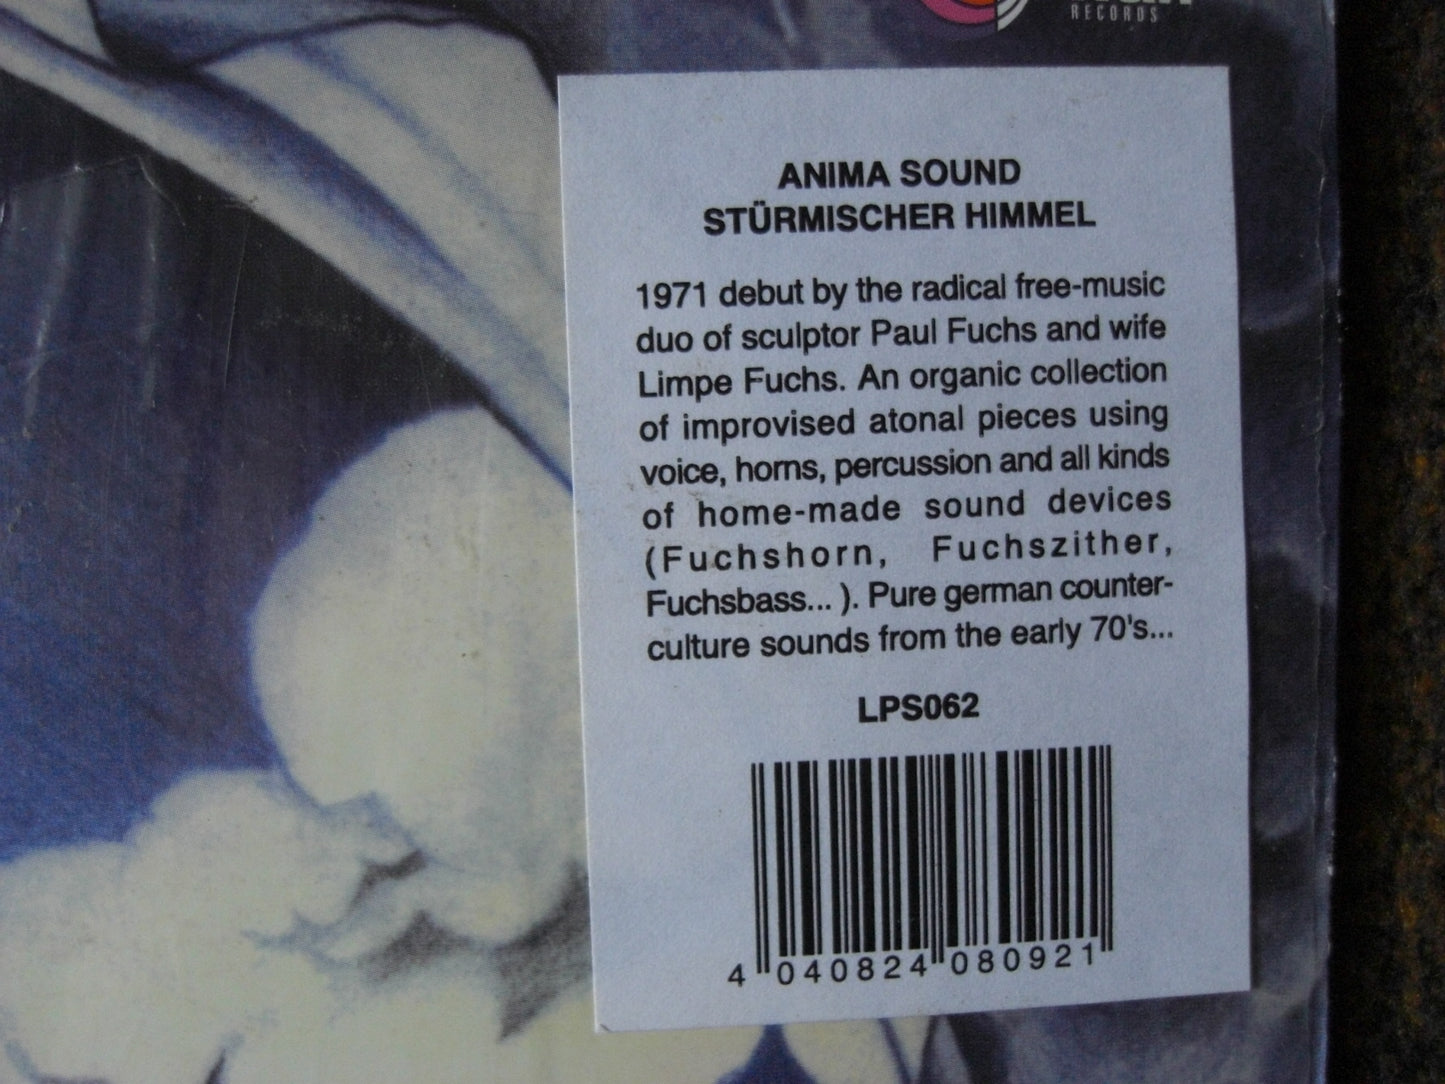 RECORDS
ANIMA SOUND
STÜRMISCHER HIMMEL
1971 debut by the radical free-music
duo of sculptor Paul Fuchs and wife
Limpe Fuchs. An organic collection
of improvised atonal pieces using
voice, horns, percussion and all kinds
of home-made sound devices
(Fuchshorn, Fuchszither,
Fuchsbass... ). Pure german counter-
culture sounds from the early 70's...
LPS062
4 040824 080921